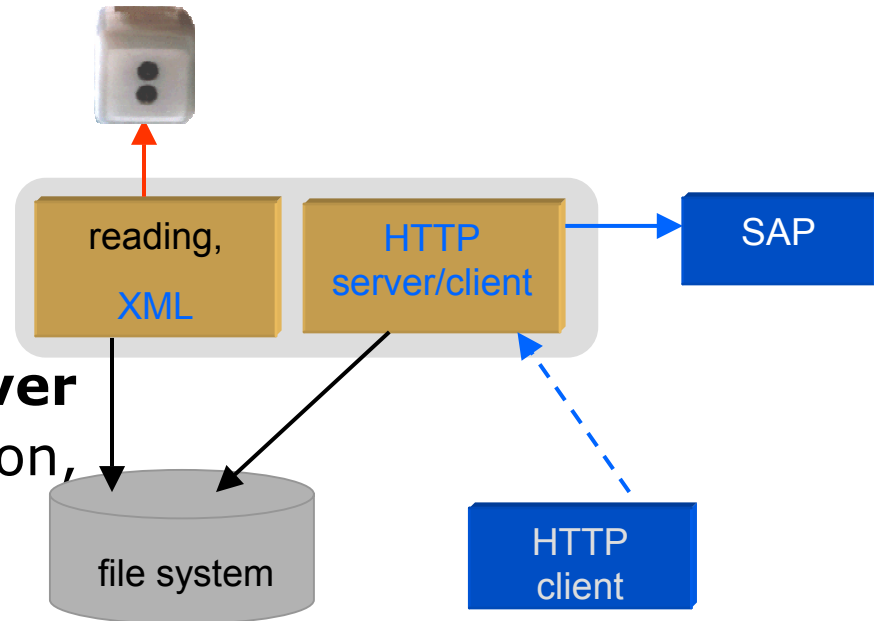 reading,
XML
HTTP
server/client
SAP
ver
on,
file system
HTTP
client